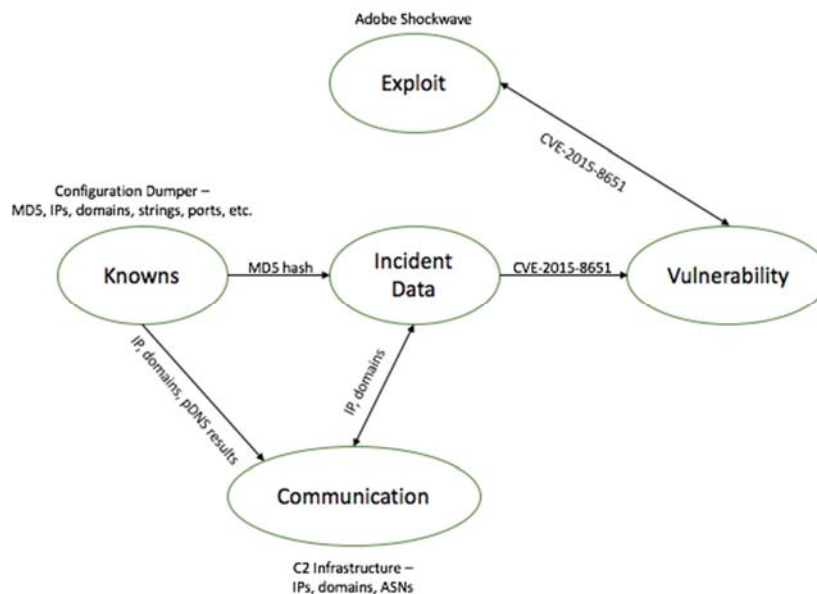 Adobe Shockwave
Exploit
CVE-2015-8651
Configuration Dumper –
MD5, IPs, domains, strings, ports, etc.
Knowns
MD5 hash
Incident
Data
CVE-2015-8651
Vulnerability
IP, domains, pDNS results
IP, domains
Communication
C2 Infrastructure –
IPs, domains, ASNs